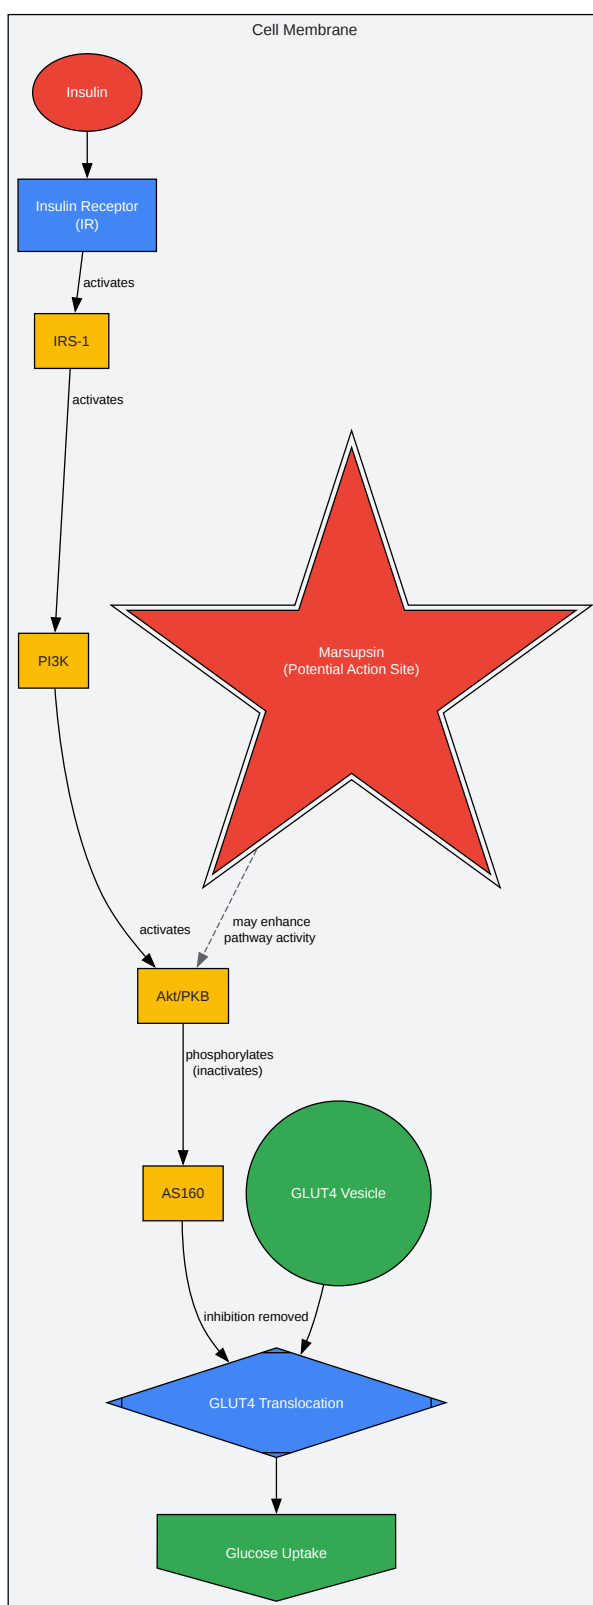 Cell Membrane
Insulin
Insulin Receptor
(IR)
activates
IRS-1
activates
Marsupsin
(Potential Action Site)
PI3K
activates
may enhance
pathway activity
Akt/PKB
phosphorylates
(inactivates)
AS160
GLUT4 Vesicle
inhibition removed
GLUT4 Translocation
Glucose Uptake